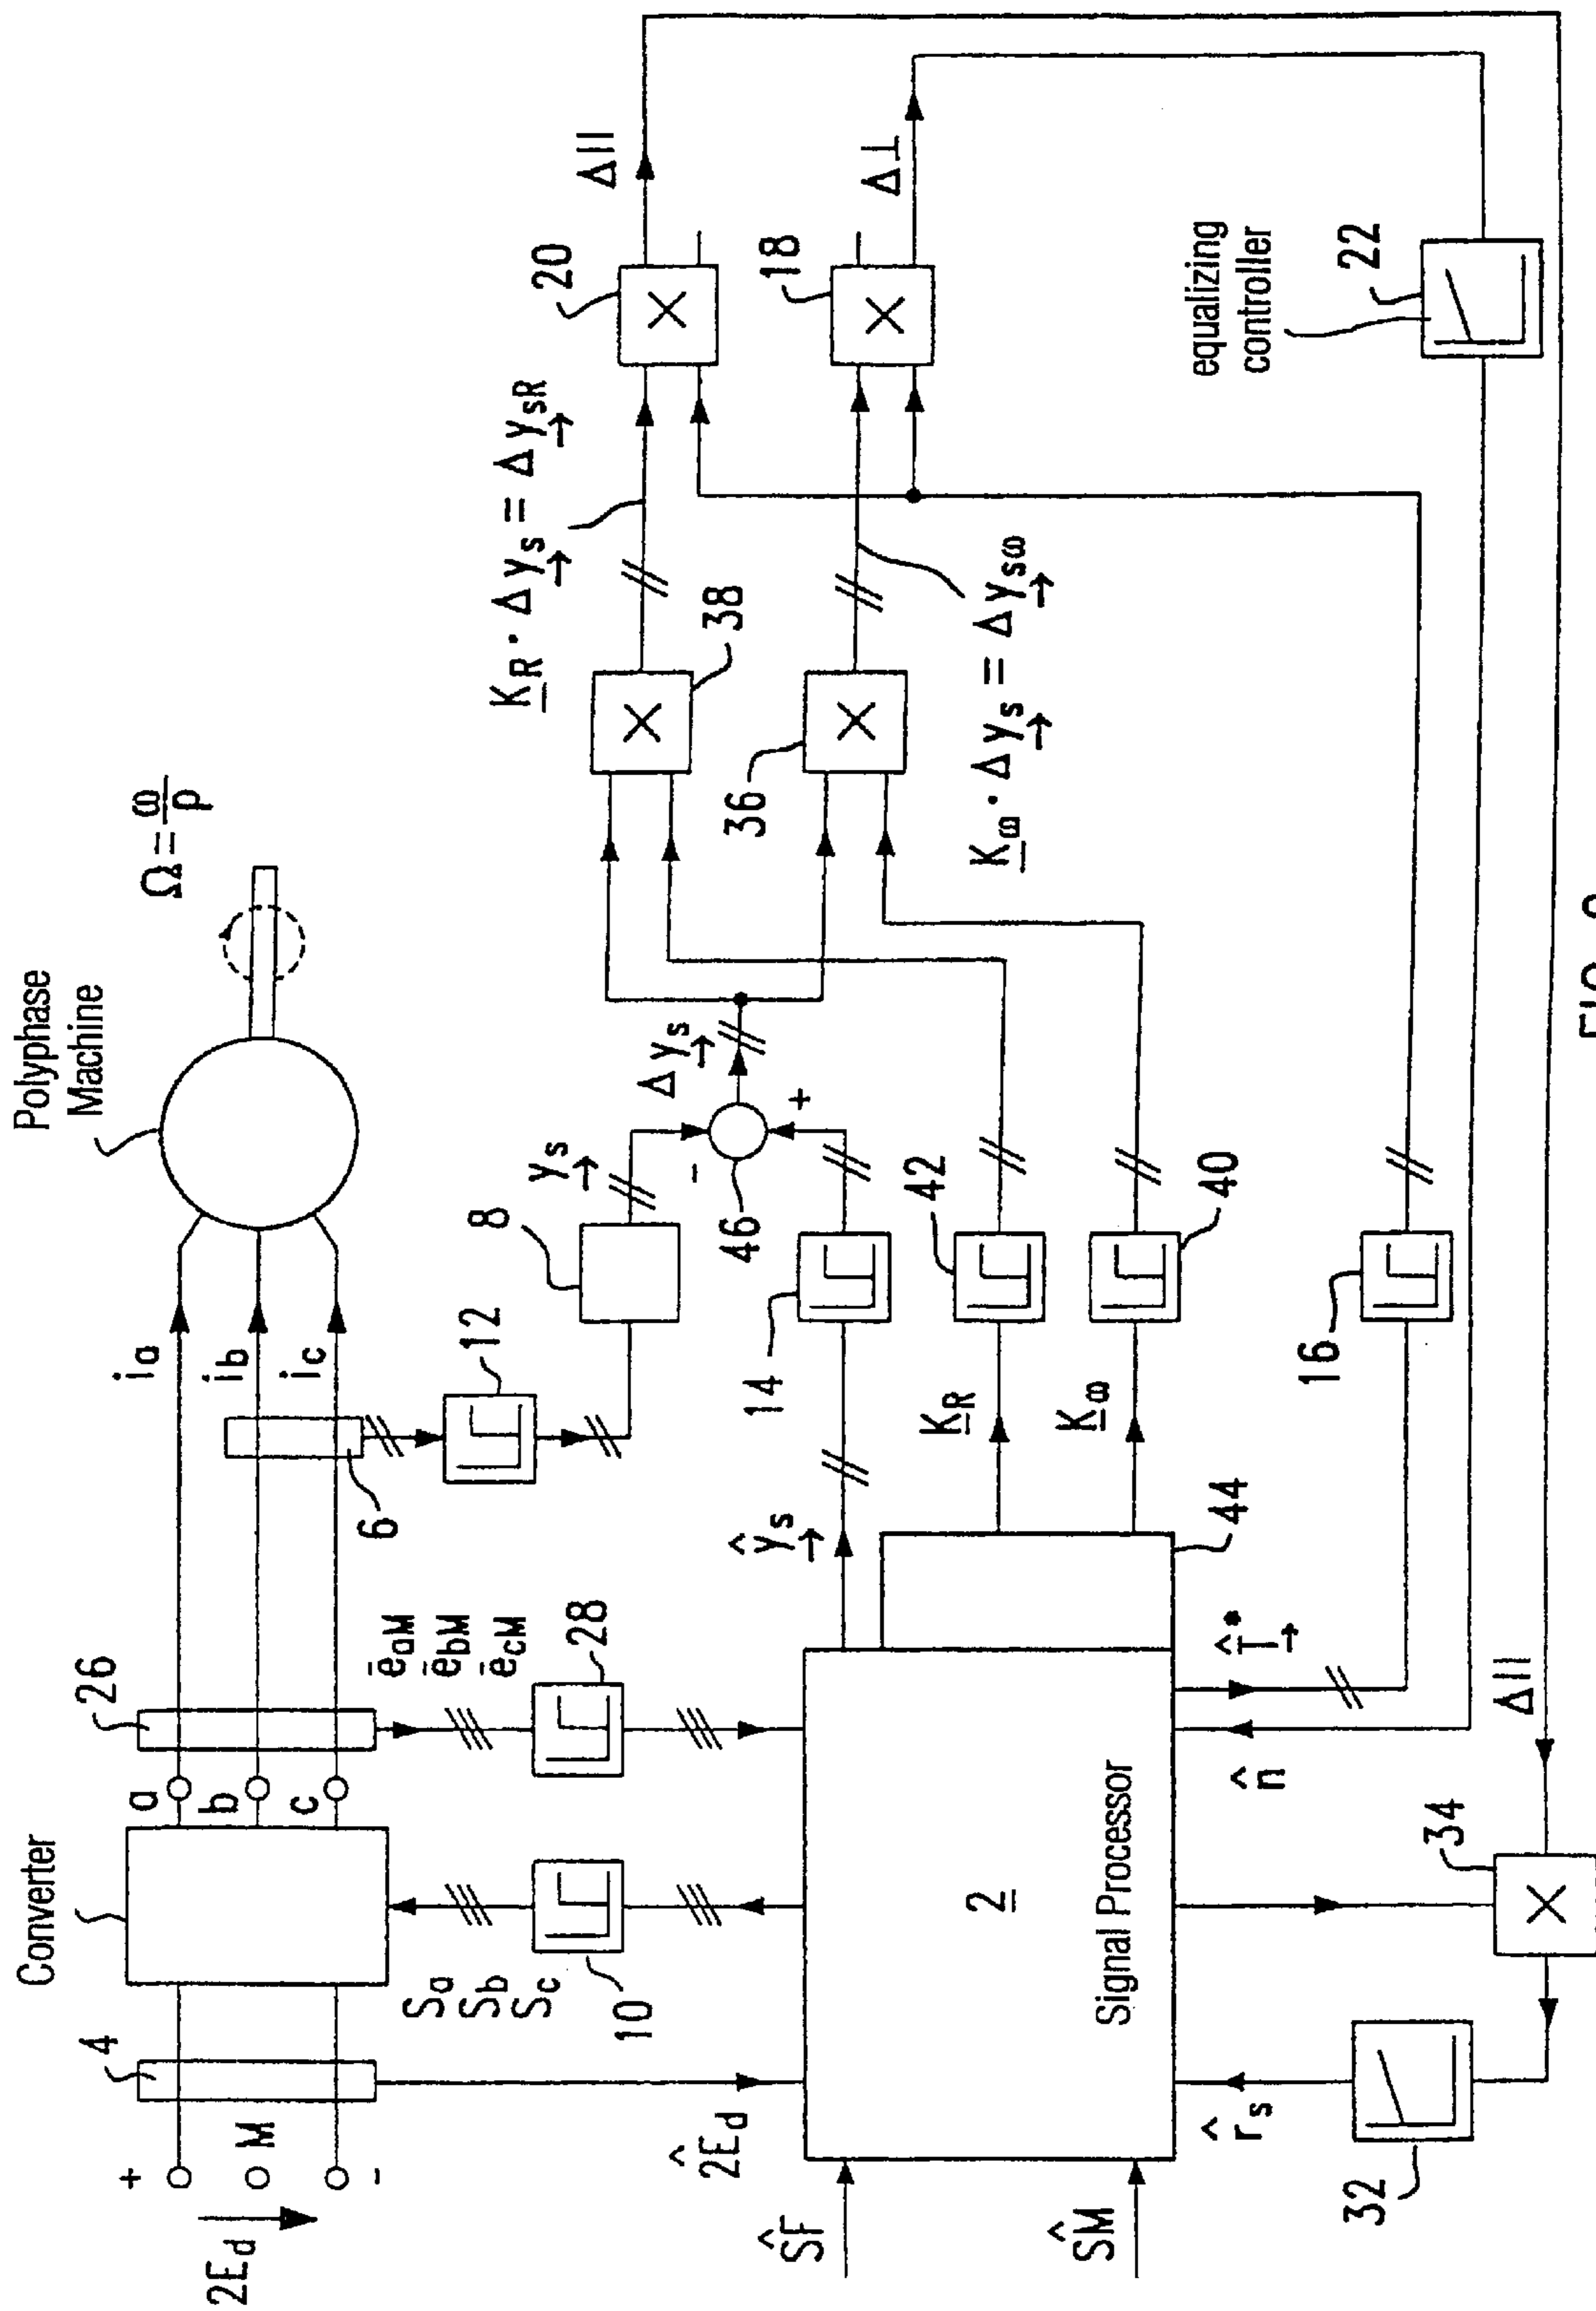 Polyphase
Machine
Ω = ω/p
Converter
4
26
+
M
-
2E_d
a
b
c
i_a
i_b
i_c
6
12
8
y_s
S_a
S_b
S_c
10
ē_aM
ē_bM
ē_cM
28
2Ê_d
ŜF
ŜM
2
Signal Processor
44
ŷ_s
14
-
+
46
Δy_s
K_R
42
K_ω
40
38
36
K_R · Δy_s = Δy_sR
K_ω · Δy_s = Δy_sω
20
18
Δ||
Δ⊥
equalizing
controller
22
16
Î*
n̂
Δ||
r̂_s
32
34